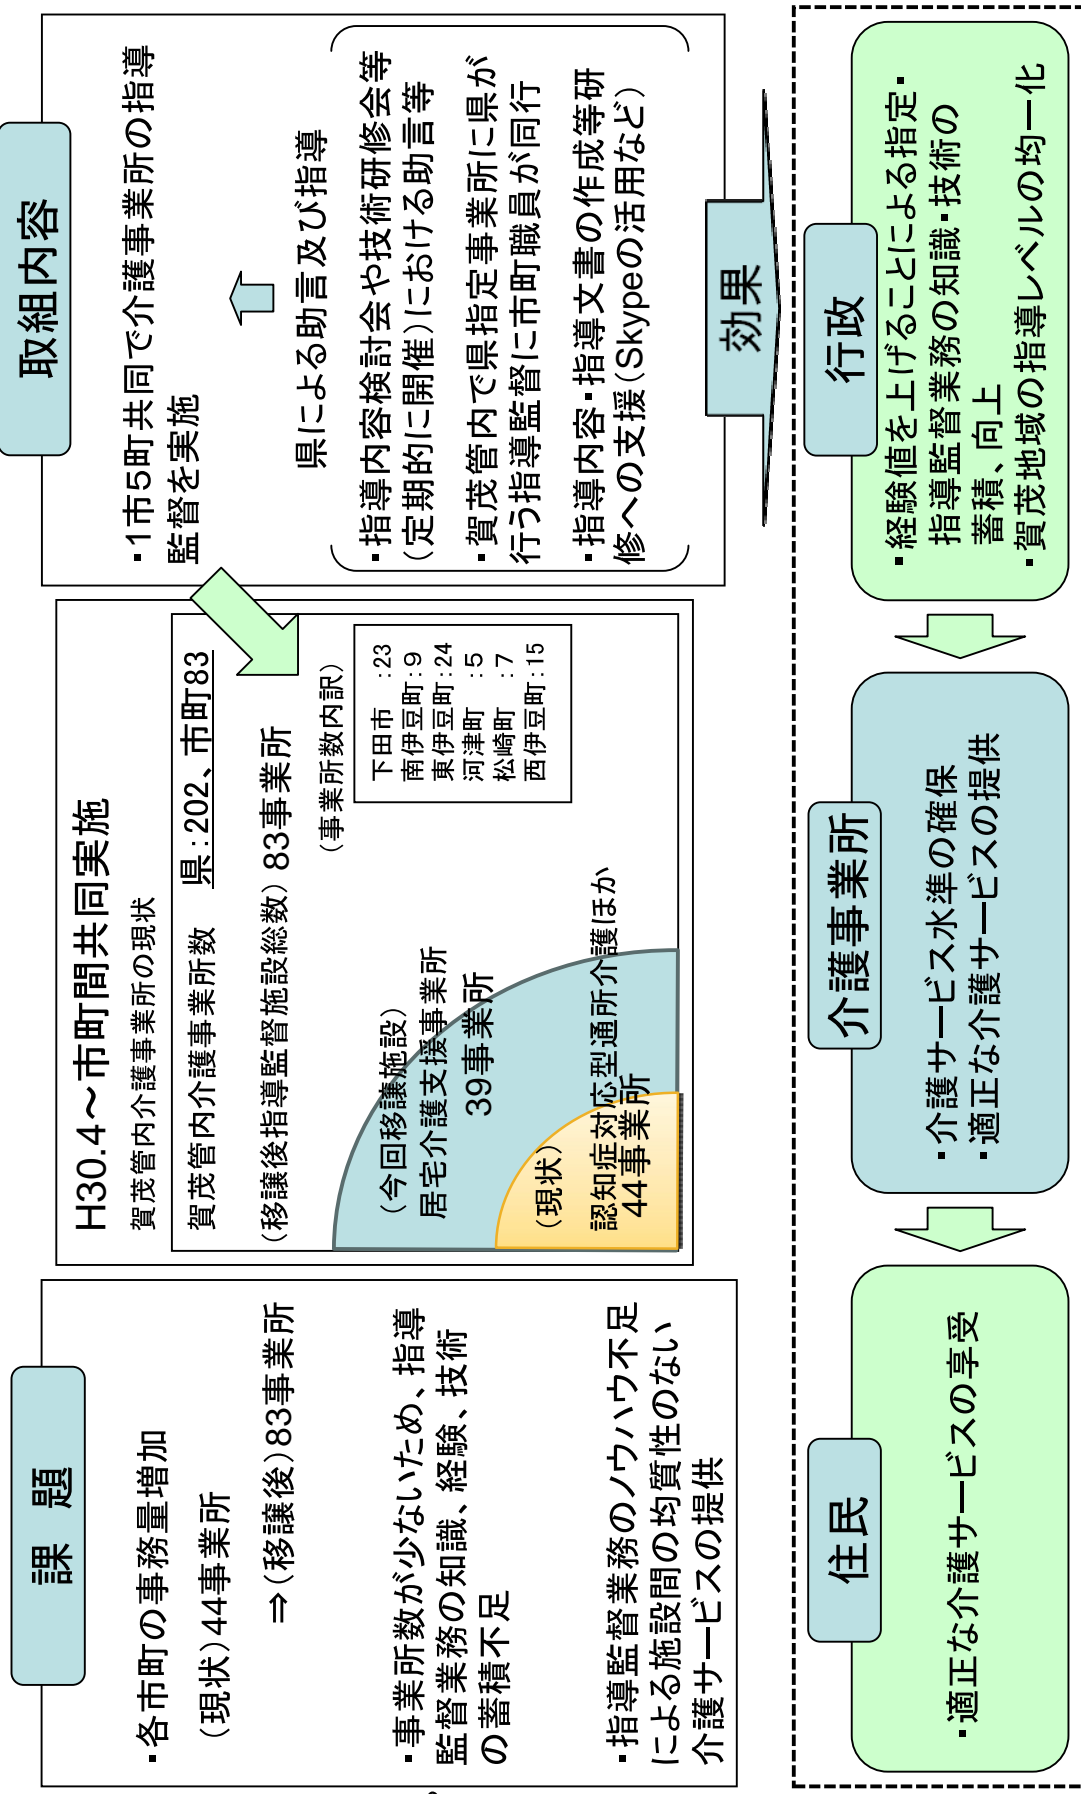 課　題
・各市町の事務量増加
（現状）44事業所
⇒（移譲後）83事業所
・事業所数が少ないため、指導
監督業務の知識、経験、技術
の蓄積不足
・指導監督業務のノウハウ不足
による施設間の均質性のない
介護サービスの提供
H30.4～市町間共同実施
賀茂管内介護事業所の現状
賀茂管内介護事業所数　県：202、市町83
（移譲後指導監督施設総数）83事業所
（事業所数内訳）
下田市　：23
南伊豆町：9
東伊豆町：24
河津町　：5
松崎町　：7
西伊豆町：15
（今回移譲施設）
居宅介護支援事業所
39事業所
（現状）
認知症対応型通所介護ほか
44事業所
取組内容
・1市5町共同で介護事業所の指導
監督を実施
県による助言及び指導
・指導内容検討会や技術研修会等
（定期的に開催）における助言等
・賀茂管内で県指定事業所に県が
行う指導監督に市町職員が同行
・指導内容・指導文書の作成等研
修への支援（Skypeの活用など）
効果
住民
・適正な介護サービスの享受
介護事業所
・介護サービス水準の確保
・適正な介護サービスの提供
行政
・経験値を上げることによる指定・
指導監督業務の知識・技術の
蓄積、向上
・賀茂地域の指導レベルの均一化